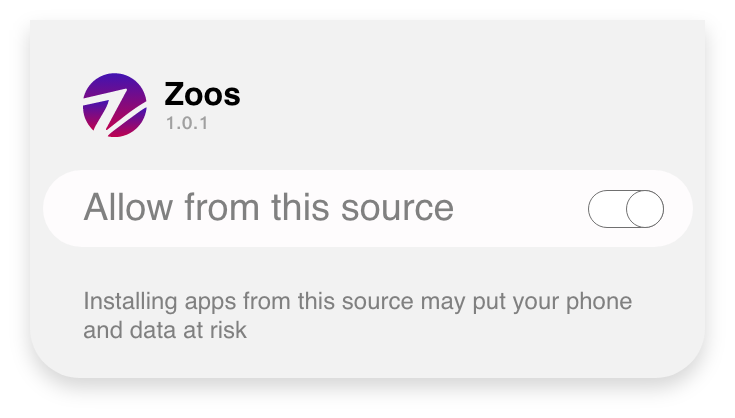 Zoos
1.0.1
Allow from this source
Installing apps from this source may put your phone
and data at risk